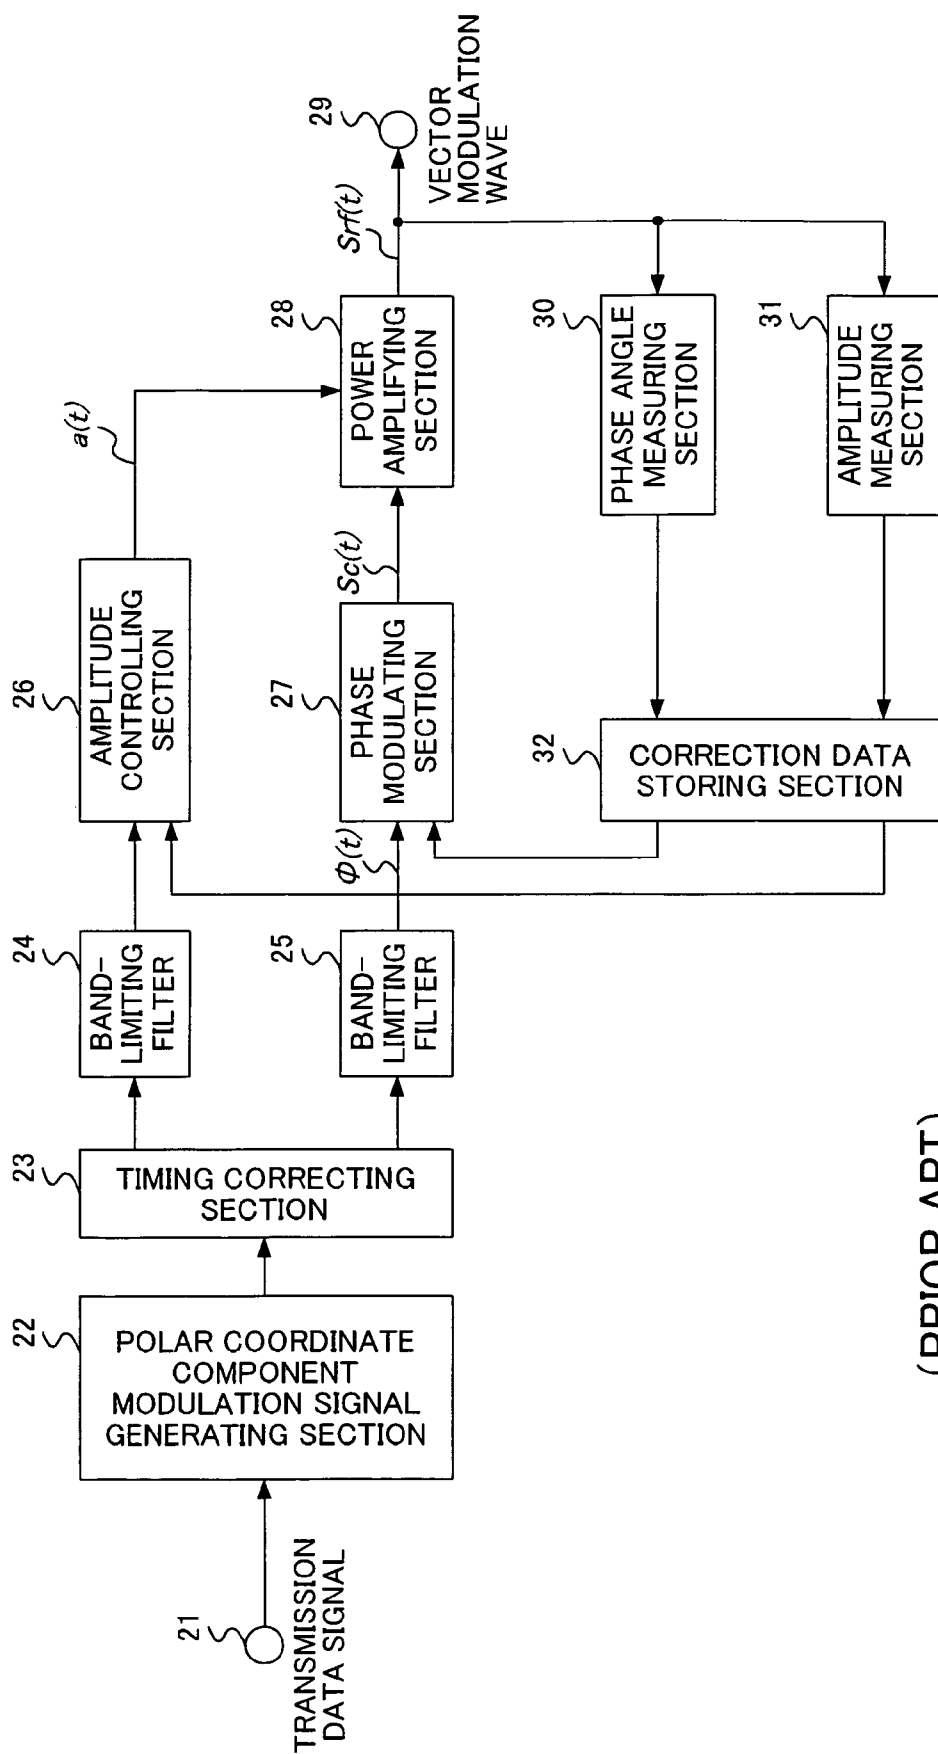 21
TRANSMISSION
DATA SIGNAL
22
POLAR COORDINATE
COMPONENT
MODULATION SIGNAL
GENERATING SECTION
23
TIMING CORRECTING
SECTION
24
BAND-
LIMITING
FILTER
25
BAND-
LIMITING
FILTER
Φ(t)
26
AMPLITUDE
CONTROLLING
SECTION
a(t)
27
PHASE
MODULATING
SECTION
Sc(t)
28
POWER
AMPLIFYING
SECTION
Srf(t)
29
VECTOR
MODULATION
WAVE
30
PHASE ANGLE
MEASURING
SECTION
31
AMPLITUDE
MEASURING
SECTION
32
CORRECTION DATA
STORING SECTION
(PRIOR ART)